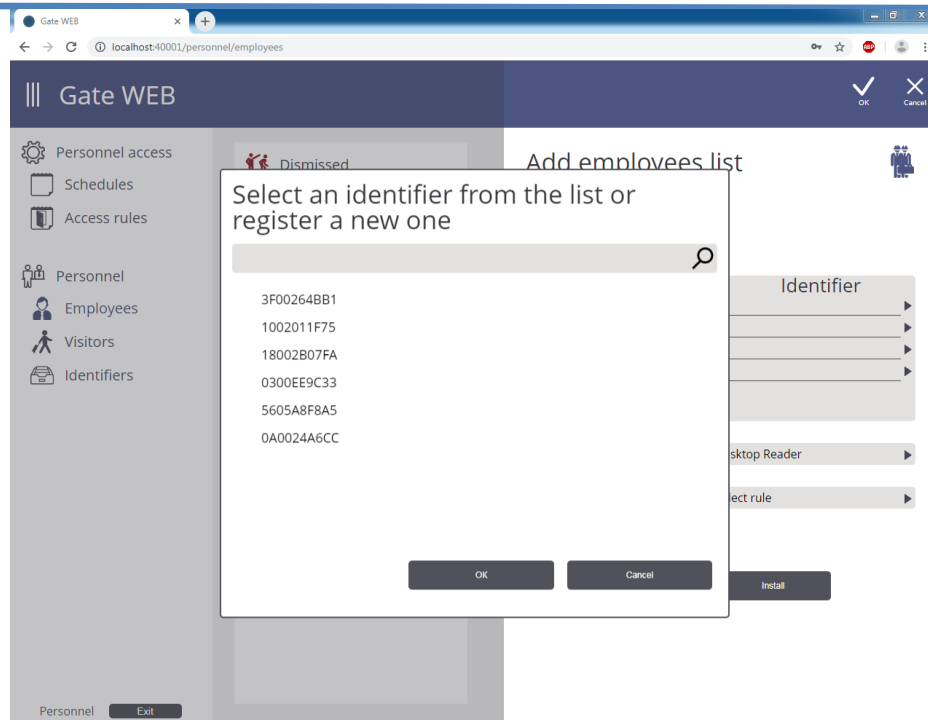 Gate WEB
localhost:40001/personnel/employees
ABP
Gate WEB
OK
Cancel
Personnel access
Schedules
Access rules
Personnel
Employees
Visitors
Identifiers
Dismissed
Add employees list
Select an identifier from the list or
register a new one
3F00264BB1
1002011F75
18002B07FA
0300EE9C33
5605A8F8A5
0A0024A6CC
OK
Cancel
Identifier
sktop Reader
lect rule
Install
Personnel
Exit